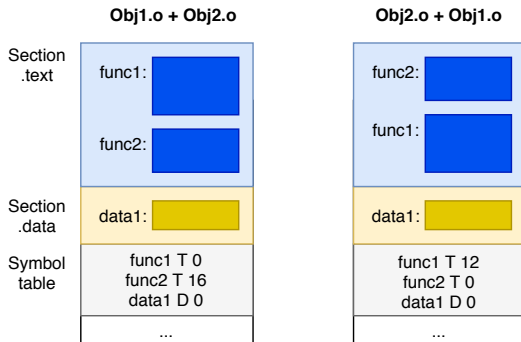 Obj1.o + Obj2.o
Obj2.o + Obj1.o
Section
.text
func1:
func2:
func2:
func1:
Section
.data
data1:
data1:
Symbol
table
func1 T 0
func2 T 16
data1 D 0
func1 T 12
func2 T 0
data1 D 0
...
...